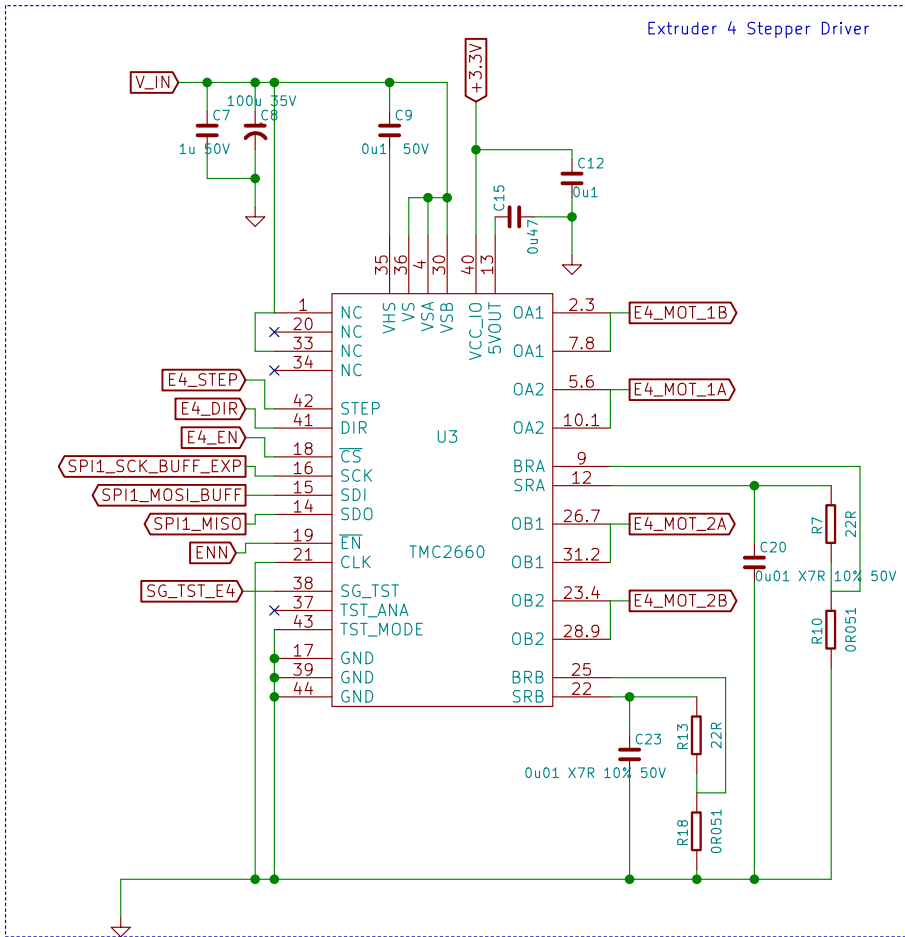 Extruder 4 Stepper Driver
+3.3V
V_IN
100u 35V
C7
C8
1u 50V
C9
0u1 50V
C12
0u1
C15
0u47
35
36
4
30
40
13
VHS
VS
VSA
VSB
VCC_IO
5VOUT
1 NC
20 NC
33 NC
34 NC
E4_STEP 42 STEP
E4_DIR 41 DIR
E4_EN 18 CS
SPI1_SCK_BUFF_EXP 16 SCK
SPI1_MOSI_BUFF 15 SDI
SPI1_MISO 14 SDO
ENN 19 EN
21 CLK
SG_TST_E4 38 SG_TST
37 TST_ANA
43 TST_MODE
17 GND
39 GND
44 GND
U3
TMC2660
OA1 2.3 E4_MOT_1B
OA1 7.8
OA2 5.6 E4_MOT_1A
OA2 10.1
BRA 9
SRA 12
OB1 26.7 E4_MOT_2A
OB1 31.2
OB2 23.4 E4_MOT_2B
OB2 28.9
BRB 25
SRB 22
R7
22R
C20
0u01 X7R 10% 50V
R10
0R051
C23
0u01 X7R 10% 50V
R13
22R
R18
0R051